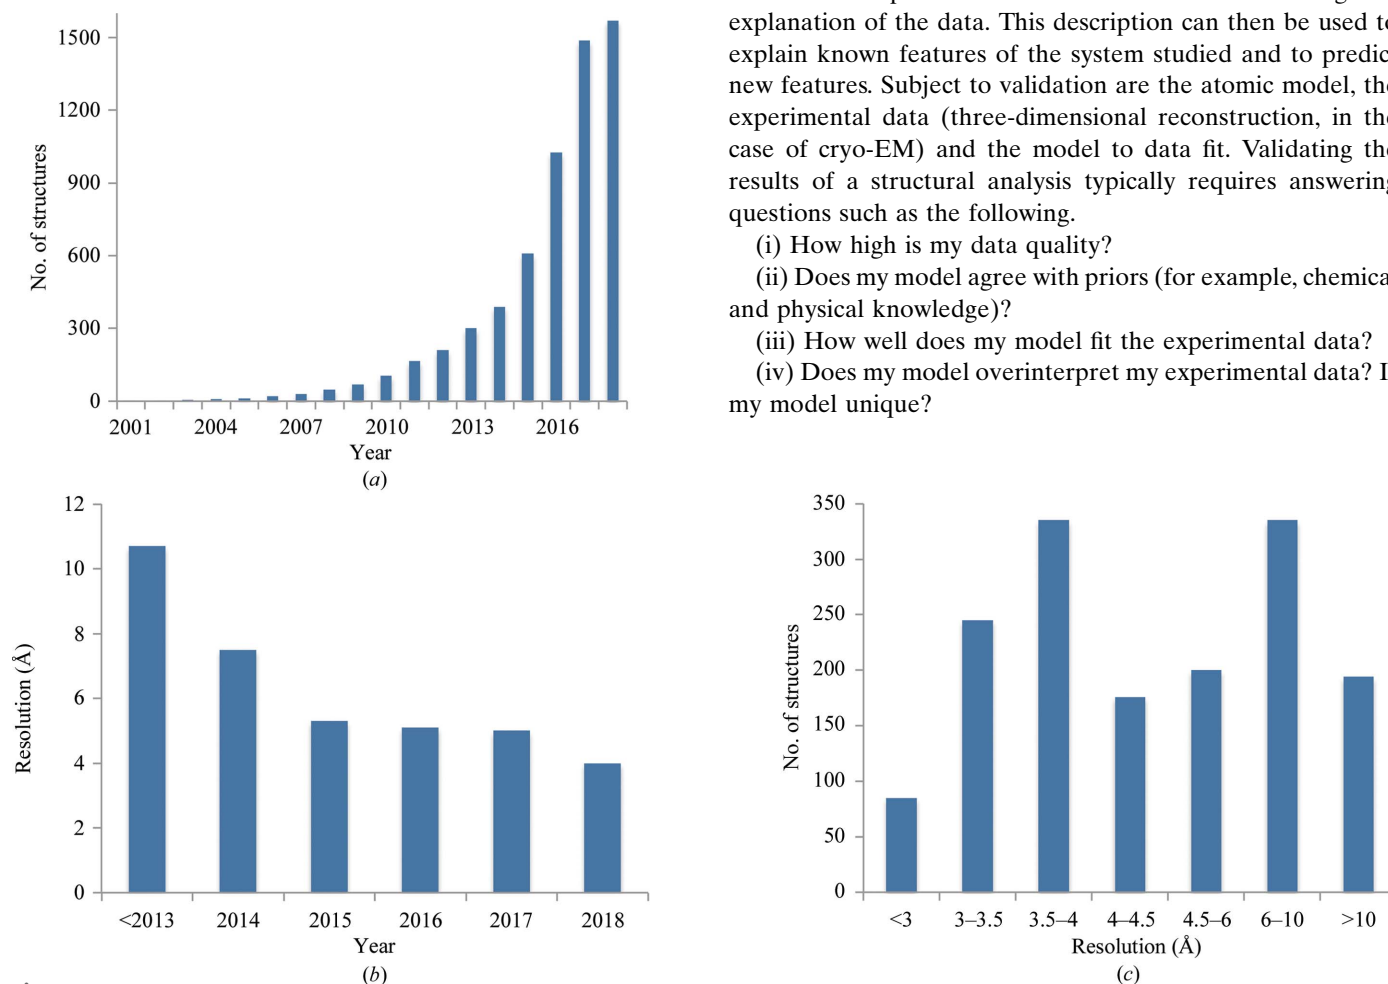 explanation of the data. This description can then be used to
explain known features of the system studied and to predic
new features. Subject to validation are the atomic model, the
experimental data (three-dimensional reconstruction, in the
case of cryo-EM) and the model to data fit. Validating the
results of a structural analysis typically requires answering
questions such as the following.
(i) How high is my data quality?
(ii) Does my model agree with priors (for example, chemica
and physical knowledge)?
(iii) How well does my model fit the experimental data?
(iv) Does my model overinterpret my experimental data? I
my model unique?
No. of structures
1500
1200
900
600
300
0
2001 2004 2007 2010 2013 2016
Year
(a)
Resolution (Å)
12
10
8
6
4
2
0
<2013 2014 2015 2016 2017 2018
Year
(b)
No. of structures
350
300
250
200
150
100
50
0
<3 3–3.5 3.5–4 4–4.5 4.5–6 6–10 >10
Resolution (Å)
(c)